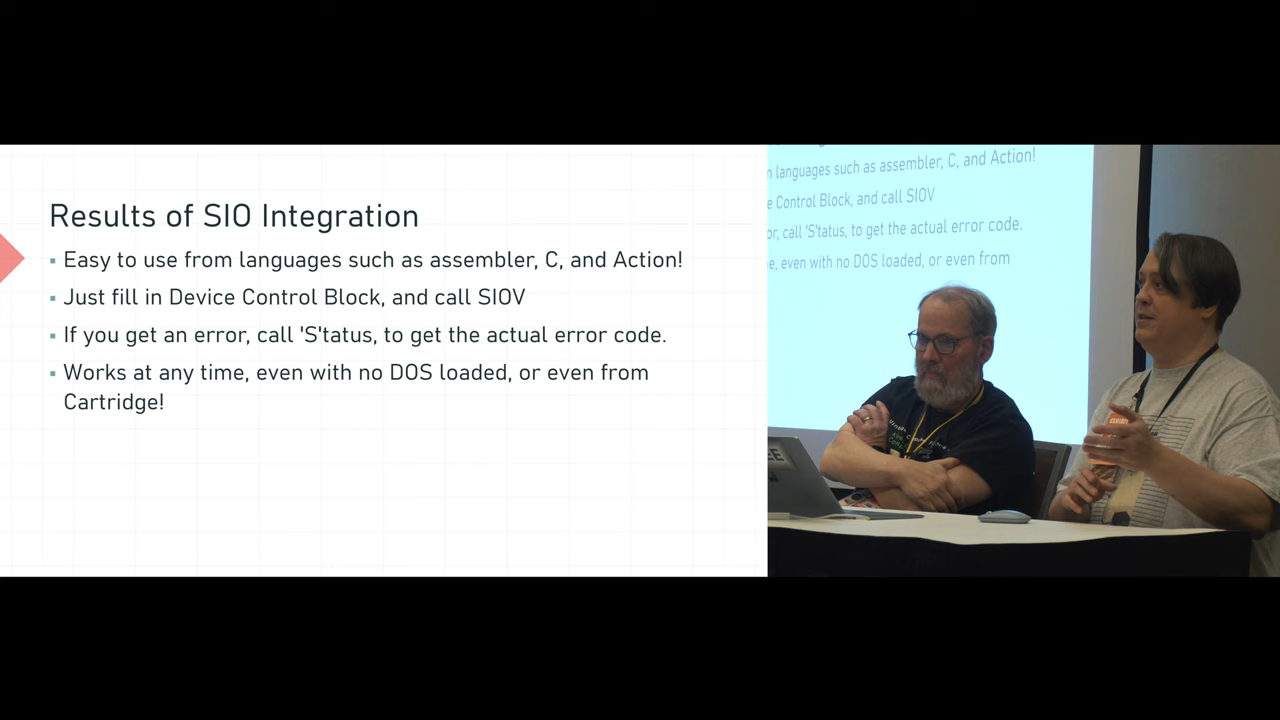 Results of SIO Integration
▪ Easy to use from languages such as assembler, C, and Action!
▪ Just fill in Device Control Block, and call SIOV
▪ If you get an error, call 'S'tatus, to get the actual error code.
▪ Works at any time, even with no DOS loaded, or even from
Cartridge!
languages such as assembler, C, and Action!
Control Block, and call SIOV
call 'S'tatus, to get the actual error code.
even with no DOS loaded, or even from